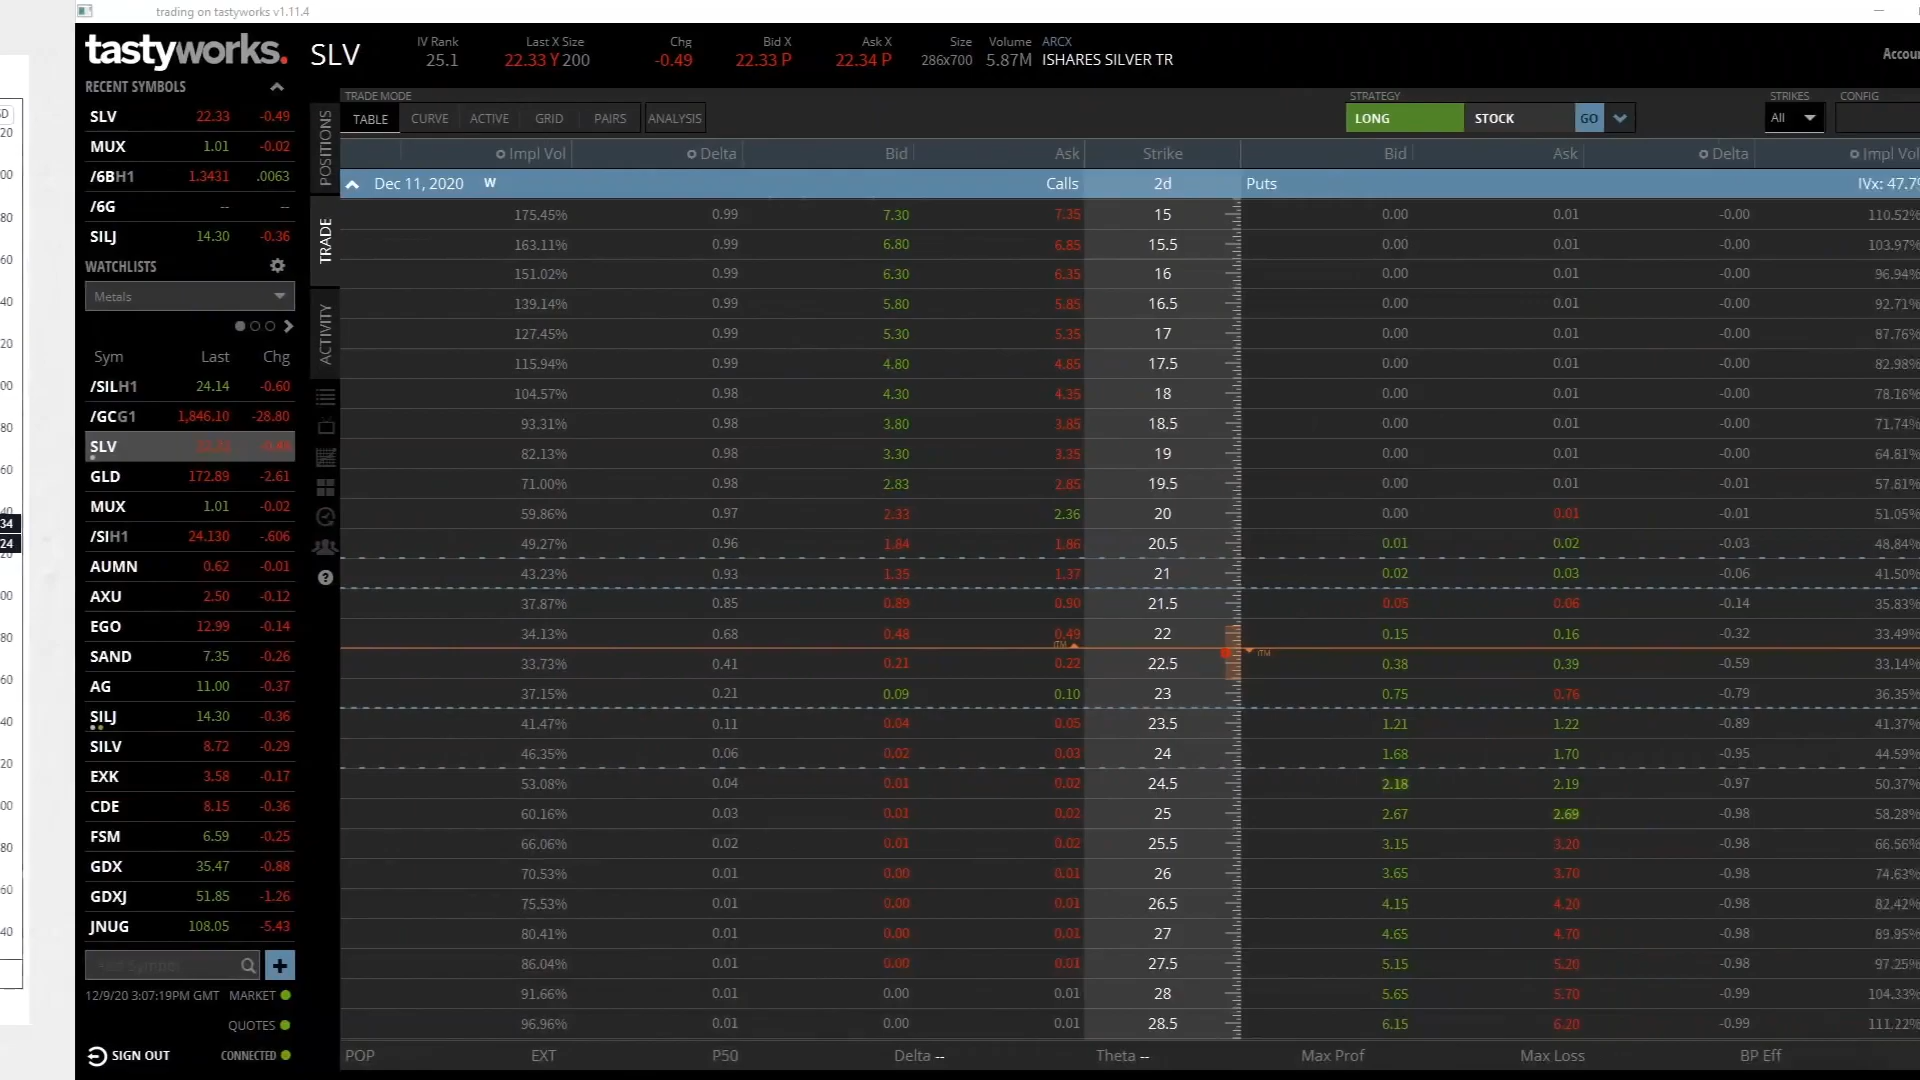 trading on tastyworks v1.11.4
tastyworks.
SLV
IV Rank
25.1
Last X Size
22.33 Y 200
Chg
-0.49
Bid X
22.33 P
Ask X
22.34 P
Size
286x700
Volume
5.87M
ARCX
ISHARES SILVER TR
Accou
RECENT SYMBOLS
SLV 22.33 -0.49
MUX 1.01 -0.02
/6BH1 1.3431 .0063
/6G -- --
SILJ 14.30 -0.36
WATCHLISTS
Metals
Sym Last Chg
/SILH1 24.14 -0.60
/GCG1 1,846.10 -28.80
SLV
GLD 172.89 -2.61
MUX 1.01 -0.02
/SIH1 24.130 -.606
AUMN 0.62 -0.01
AXU 2.50 -0.12
EGO 12.99 -0.14
SAND 7.35 -0.26
AG 11.00 -0.37
SILJ 14.30 -0.36
SILV 8.72 -0.29
EXK 3.58 -0.17
CDE 8.15 -0.36
FSM 6.59 -0.25
GDX 35.47 -0.88
GDXJ 51.85 -1.26
JNUG 108.05 -5.43
12/9/20 3:07:19PM GMT MARKET
QUOTES
SIGN OUT CONNECTED
POSITIONS
TRADE
ACTIVITY
TRADE MODE
TABLE CURVE ACTIVE GRID PAIRS ANALYSIS
STRATEGY
LONG STOCK GO
STRIKES
All
CONFIG
Impl Vol Delta Bid Ask Strike Bid Ask Delta Impl Vol
Dec 11, 2020 W Calls 2d Puts IVx: 47.7%
175.45% 0.99 7.30 7.35 15 0.00 0.01 -0.00 110.52%
163.11% 0.99 6.80 6.85 15.5 0.00 0.01 -0.00 103.97%
151.02% 0.99 6.30 6.35 16 0.00 0.01 -0.00 96.94%
139.14% 0.99 5.80 5.85 16.5 0.00 0.01 -0.00 92.71%
127.45% 0.99 5.30 5.35 17 0.00 0.01 -0.00 87.76%
115.94% 0.99 4.80 4.85 17.5 0.00 0.01 -0.00 82.98%
104.57% 0.98 4.30 4.35 18 0.00 0.01 -0.00 78.16%
93.31% 0.98 3.80 3.85 18.5 0.00 0.01 -0.00 71.74%
82.13% 0.98 3.30 3.35 19 0.00 0.01 -0.00 64.81%
71.00% 0.98 2.83 2.85 19.5 0.00 0.01 -0.01 57.81%
59.86% 0.97 2.33 2.36 20 0.00 0.01 -0.01 51.05%
49.27% 0.96 1.84 1.86 20.5 0.01 0.02 -0.03 48.84%
43.23% 0.93 1.35 1.37 21 0.02 0.03 -0.06 41.50%
37.87% 0.85 0.89 0.90 21.5 0.05 0.06 -0.14 35.83%
34.13% 0.68 0.48 0.49 22 0.15 0.16 -0.32 33.49%
ITM ITM
33.73% 0.41 0.21 0.22 22.5 0.38 0.39 -0.59 33.14%
37.15% 0.21 0.09 0.10 23 0.75 0.76 -0.79 36.35%
41.47% 0.11 0.04 0.05 23.5 1.21 1.22 -0.89 41.37%
46.35% 0.06 0.02 0.03 24 1.68 1.70 -0.95 44.59%
53.08% 0.04 0.01 0.02 24.5 2.18 2.19 -0.97 50.37%
60.16% 0.03 0.01 0.02 25 2.67 2.69 -0.98 58.28%
66.06% 0.02 0.01 0.02 25.5 3.15 3.20 -0.98 66.56%
70.53% 0.01 0.00 0.01 26 3.65 3.70 -0.98 74.63%
75.53% 0.01 0.00 0.01 26.5 4.15 4.20 -0.98 82.42%
80.41% 0.01 0.00 0.01 27 4.65 4.70 -0.98 89.95%
86.04% 0.01 0.00 0.01 27.5 5.15 5.20 -0.98 97.25%
91.66% 0.01 0.00 0.01 28 5.65 5.70 -0.99 104.33%
96.96% 0.01 0.00 0.01 28.5 6.15 6.20 -0.99 111.22%
POP EXT P50 Delta -- Theta -- Max Prof Max Loss BP Eff